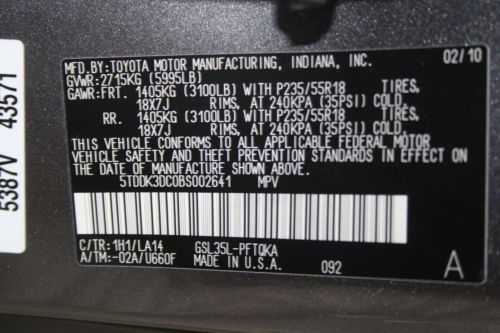 MFD.BY:TOYOTA MOTOR MANUFACTURING, INDIANA, INC. 02/10
GVWR: 2715KG (5995LB)
GAWR:FRT. 1405KG (3100LB) WITH P235/55R18 TIRES,
18X7J RIMS, AT 240KPA (35PSI) COLD.
RR. 1405KG (3100LB) WITH P235/55R18 TIRES,
18X7J RIMS, AT 240KPA (35PSI) COLD.
THIS VEHICLE CONFORMS TO ALL APPLICABLE FEDERAL MOTOR
VEHICLE SAFETY AND THEFT PREVENTION STANDARDS IN EFFECT ON
THE DATE OF MANUFACTURE SHOWN ABOVE.
5TDDK3DC0BS002641 MPV
C/TR: 1H1/LA14 GSL35L-PFTQKA
A/TM:-02A/U660F MADE IN U.S.A. 092 A
5387V 43571